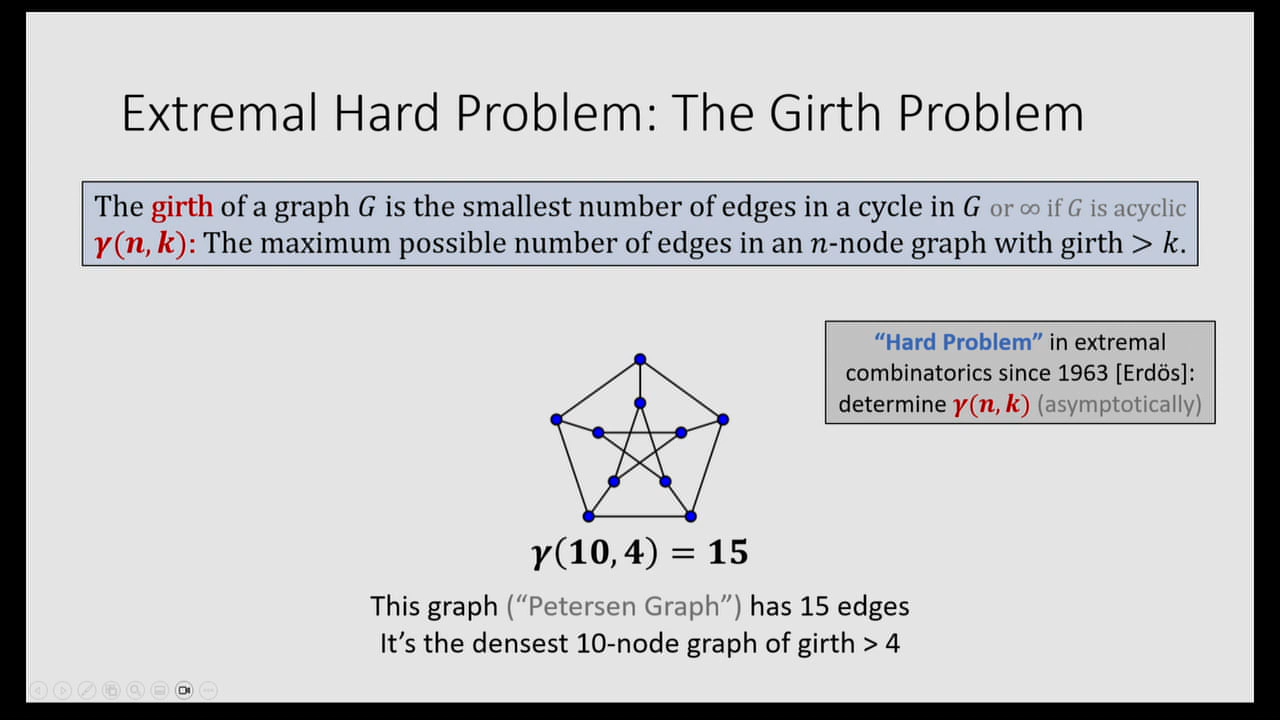 Extremal Hard Problem: The Girth Problem
The girth of a graph G is the smallest number of edges in a cycle in G or ∞ if G is acyclic
γ(n, k): The maximum possible number of edges in an n-node graph with girth > k.
“Hard Problem” in extremal
combinatorics since 1963 [Erdös]:
determine γ(n, k) (asymptotically)
γ(10, 4) = 15
This graph (“Petersen Graph”) has 15 edges
It’s the densest 10-node graph of girth > 4